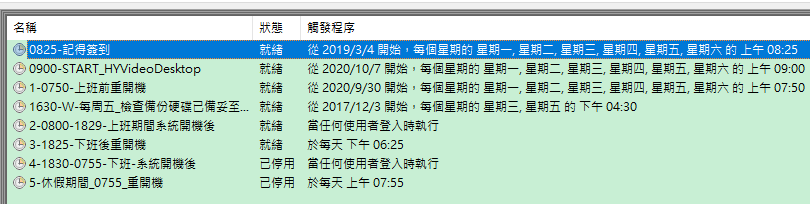 名稱 狀態 觸發程序
0825-記得簽到 就緒 從 2019/3/4 開始，每個星期的 星期一, 星期二, 星期三, 星期四, 星期五, 星期六 的 上午 08:25
0900-START_HYVideoDesktop 就緒 從 2020/10/7 開始，每個星期的 星期一, 星期二, 星期三, 星期四, 星期五, 星期六 的 上午 09:00
1-0750-上班前重開機 就緒 從 2020/9/30 開始，每個星期的 星期一, 星期二, 星期三, 星期四, 星期五, 星期六 的 上午 07:50
1630-W-每周五_檢查備份硬碟已備妥至... 就緒 從 2017/12/3 開始，每個星期的 星期三, 星期五 的 下午 04:30
2-0800-1829-上班期間系統開機後 就緒 當任何使用者登入時執行
3-1825-下班後重開機 就緒 於每天 下午 06:25
4-1830-0755-下班-系統開機後 已停用 當任何使用者登入時執行
5-休假期間_0755_重開機 已停用 於每天 上午 07:55